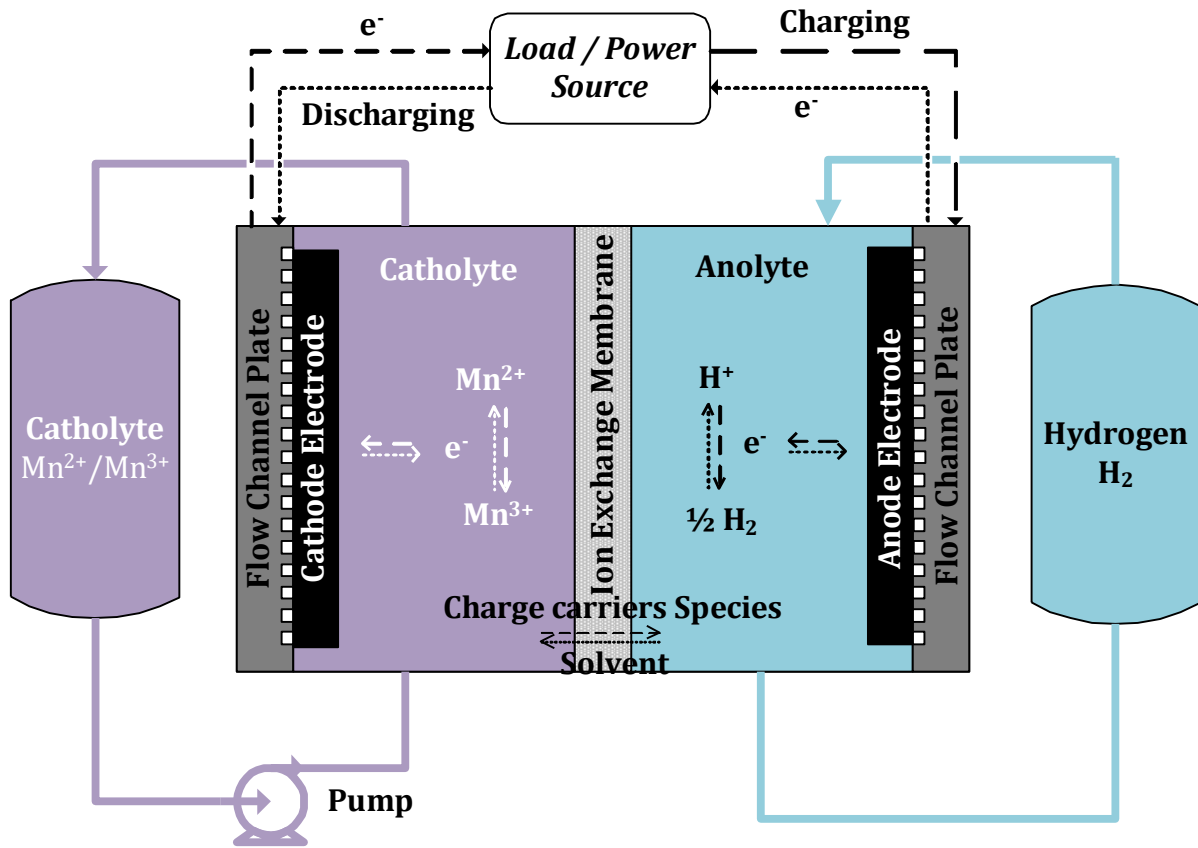 e⁻
Charging
Load / Power
Source
Discharging
e⁻
Catholyte
Anolyte
Flow Channel Plate
Cathode Electrode
Ion Exchange Membrane
Anode Electrode
Flow Channel Plate
Catholyte
Mn²⁺/Mn³⁺
Mn²⁺
e⁻
Mn³⁺
H⁺
e⁻
½ H₂
Hydrogen
H₂
Charge carriers Species
Solvent
Pump